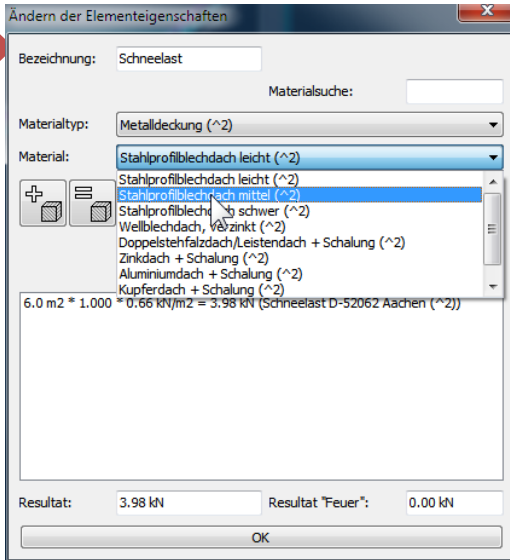 Ändern der Elementeigenschaften
Bezeichnung: Schneelast
Materialsuche:
Materialtyp: Metalldeckung (^2)
Material: Stahlprofilblechdach leicht (^2)
Stahlprofilblechdach leicht (^2)
Stahlprofilblechdach mittel (^2)
Stahlprofilblechdach schwer (^2)
Wellblechdach, verzinkt (^2)
Doppelstehfalzdach/Leistendach + Schalung (^2)
Zinkdach + Schalung (^2)
Aluminiumdach + Schalung (^2)
Kupferdach + Schalung (^2)
6.0 m2 * 1.000 * 0.66 kN/m2 = 3.98 kN (Schneelast D-52062 Aachen (^2))
Resultat: 3.98 kN Resultat "Feuer": 0.00 kN
OK